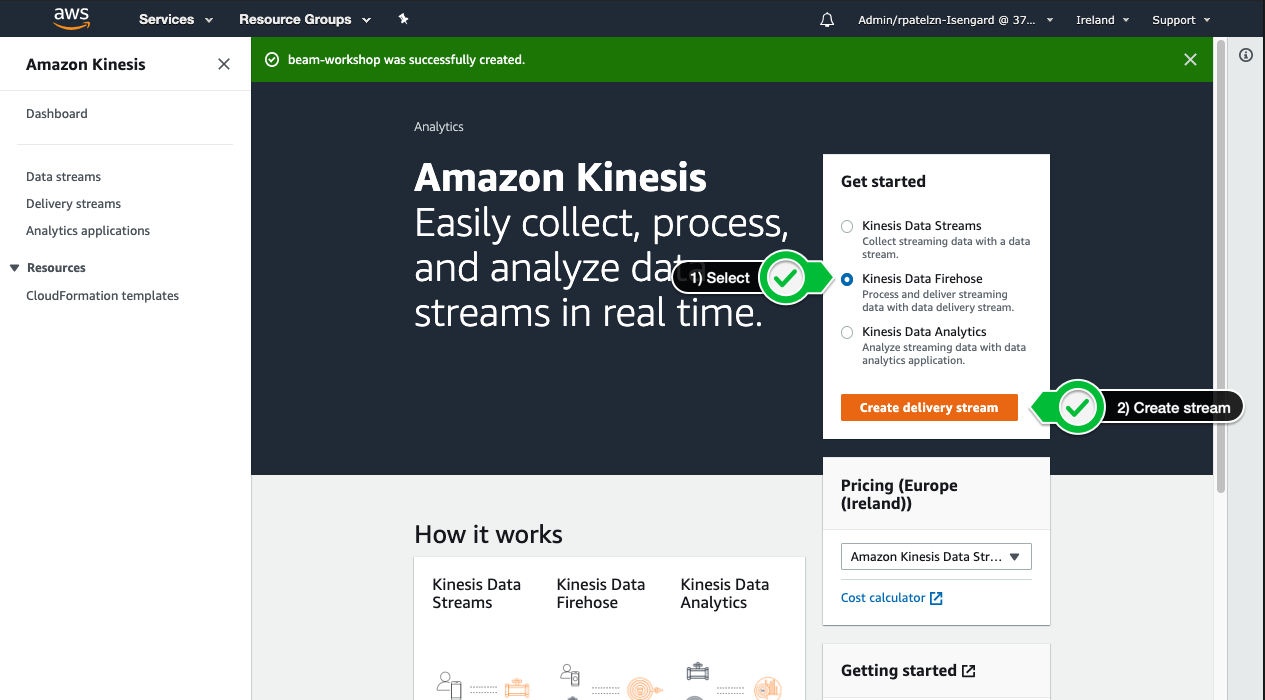 aws
Services
Resource Groups
Admin/rpatelzn-Isengard @ 37...
Ireland
Support
Amazon Kinesis
Dashboard
Data streams
Delivery streams
Analytics applications
Resources
CloudFormation templates
beam-workshop was successfully created.
Analytics
Amazon Kinesis
Easily collect, process,
and analyze data
streams in real time.
1) Select
Get started
Kinesis Data Streams
Collect streaming data with a data
stream.
Kinesis Data Firehose
Process and deliver streaming
data with data delivery stream.
Kinesis Data Analytics
Analyze streaming data with data
analytics application.
Create delivery stream
2) Create stream
Pricing (Europe
(Ireland))
Amazon Kinesis Data Str...
Cost calculator
Getting started
How it works
Kinesis Data
Streams
Kinesis Data
Firehose
Kinesis Data
Analytics